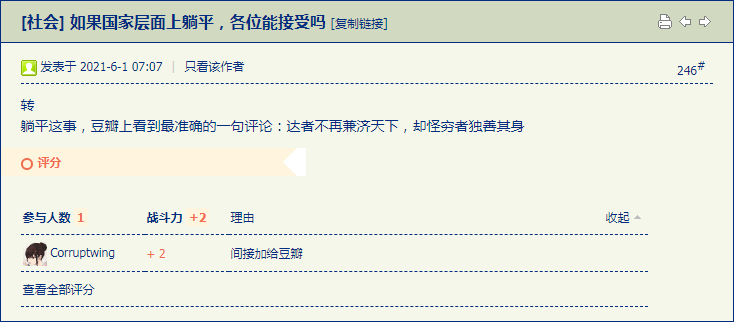 [社会] 如果国家层面上躺平，各位能接受吗 [复制链接]
发表于 2021-6-1 07:07 | 只看该作者 246#
转
躺平这事，豆瓣上看到最准确的一句评论：达者不再兼济天下，却怪穷者独善其身
评分
参与人数 1 战斗力 +2 理由 收起
Corruptwing + 2 间接加给豆瓣
查看全部评分